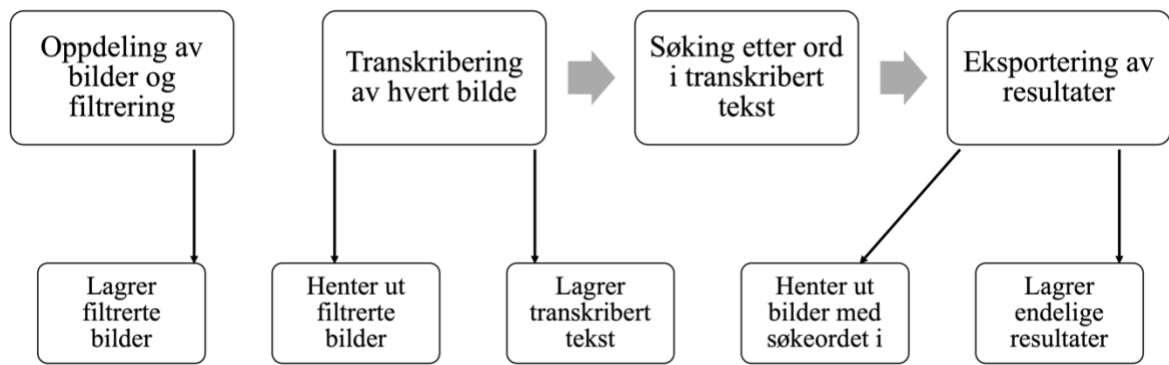 Oppdeling av
bilder og
filtrering
Transkribering
av hvert bilde
Søking etter ord
i transkribert
tekst
Eksportering av
resultater
Lagrer
filtrerte
bilder
Henter ut
filtrerte
bilder
Lagrer
transkribert
tekst
Henter ut
bilder med
søkeordet i
Lagrer
endelige
resultater